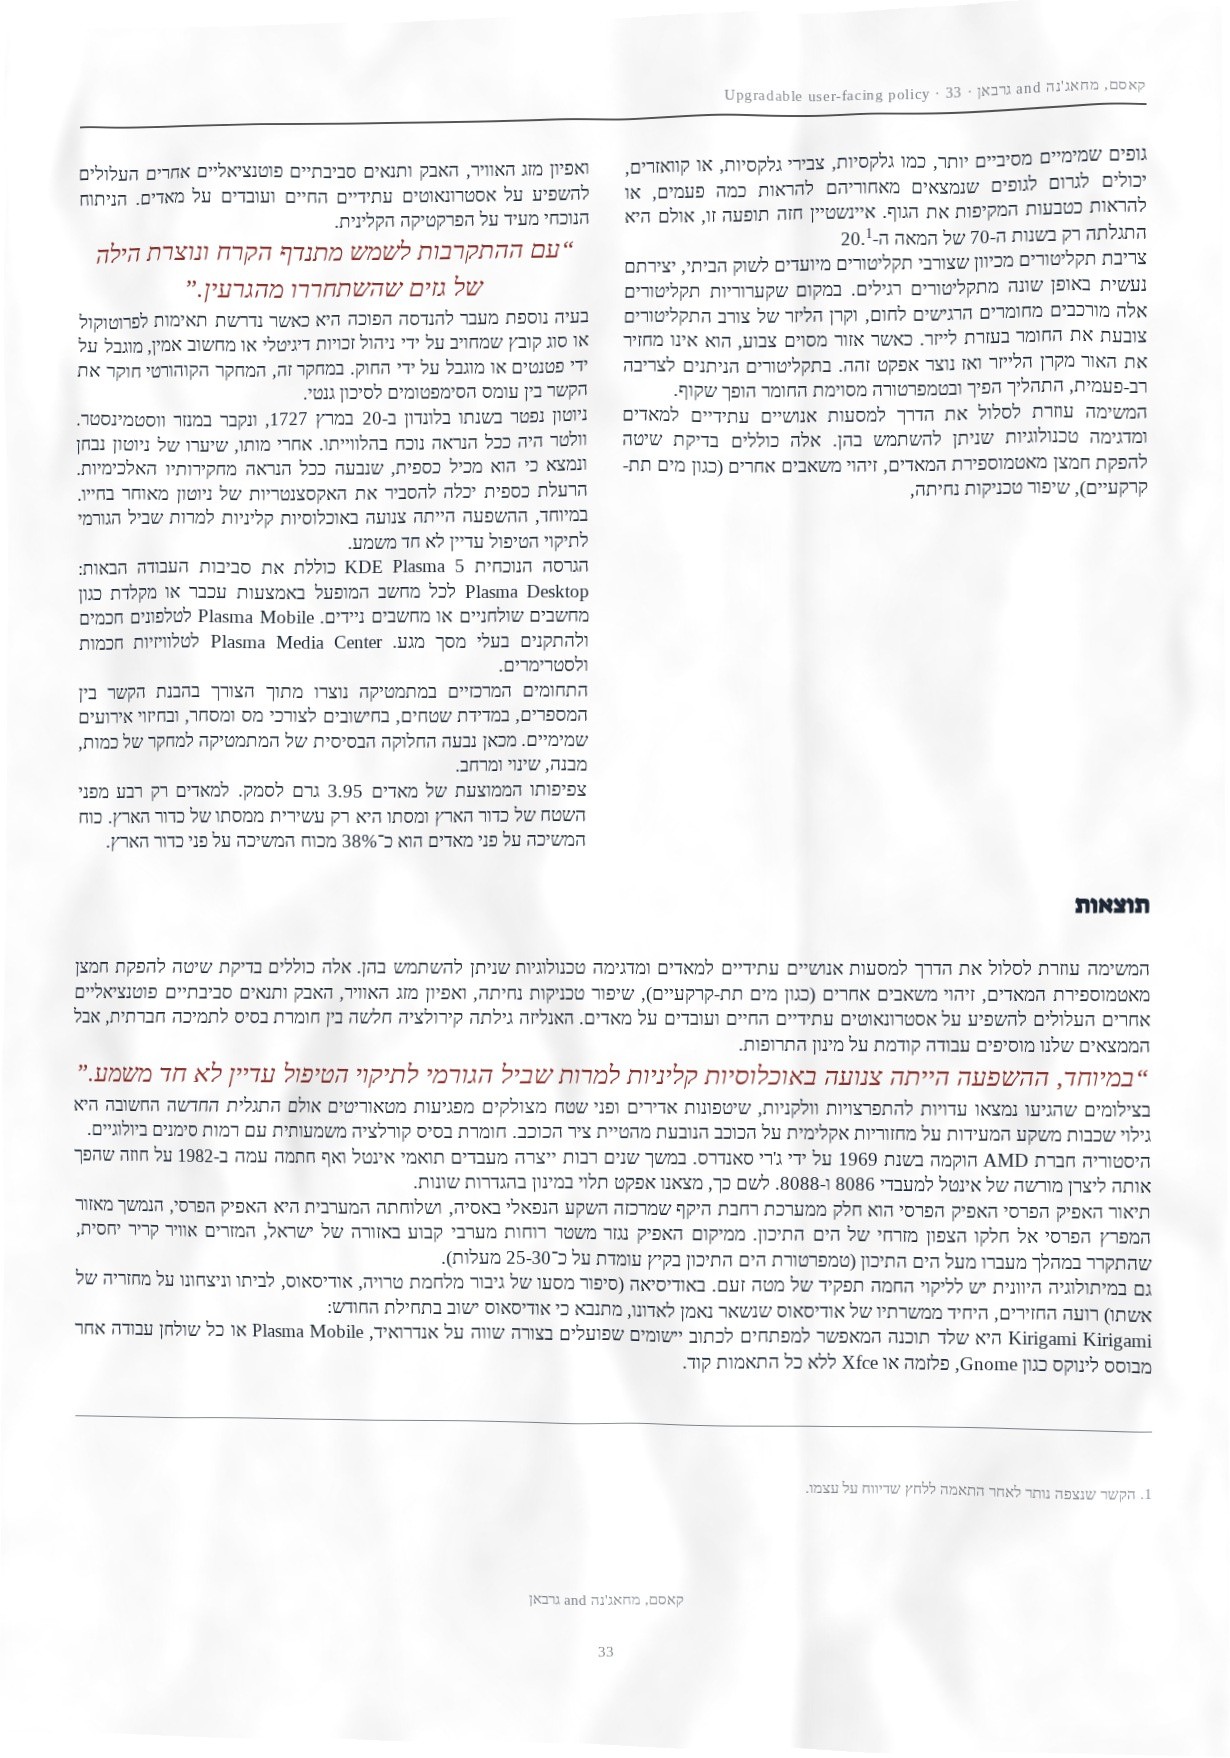 קאסם, מחאג'נה and גרבאן · Upgradable user-facing policy · 33
גופים שמימיים מסיביים יותר, כמו גלקסיות, צבירי גלקסיות, או קוואזרים,
יכולים לגרום לגופים שנמצאים מאחוריהם להראות כמה פעמים, או
להראות כטבעות המקיפות את הגוף. איינשטיין חזה תופעה זו, אולם היא
התגלתה רק בשנות ה-70 של המאה ה-20.1
צריבת תקליטורים מכיוון שצורבי תקליטורים מיועדים לשוק הביתי, יצירתם
נעשית באופן שונה מתקליטורים רגילים. במקום שקערוריות תקליטורים
אלה מורכבים מחומרים הרגישים לחום, וקרן הליזר של צורב התקליטורים
צובעת את החומר בעזרת לייזר. כאשר אזור מסוים צבוע, הוא אינו מחזיר
את האור מקרן הלייזר ואז נוצר אפקט זהה. בתקליטורים הניתנים לצריבה
רב-פעמית, התהליך הפיך ובטמפרטורה מסוימת החומר הופך שקוף.
המשימה עוזרת לסלול את הדרך למסעות אנושיים עתידיים למאדים
ומדגימה טכנולוגיות שניתן להשתמש בהן. אלה כוללים בדיקת שיטה
להפקת חמצן מאטמוספירת המאדים, זיהוי משאבים אחרים (כגון מים תת-
קרקעיים), שיפור טכניקות נחיתה,
ואפיון מזג האוויר, האבק ותנאים סביבתיים פוטנציאליים אחרים העלולים
להשפיע על אסטרונאוטים עתידיים החיים ועובדים על מאדים. הניתוח
הנוכחי מעיד על הפרקטיקה הקלינית.
“עם ההתקרבות לשמש מתנדף הקרח ונוצרת הילה
של גזים שהשתחררו מהגרעין.”
בעיה נוספת מעבר להנדסה הפוכה היא כאשר נדרשת תאימות לפרוטוקול
או סוג קובץ שמחויב על ידי ניהול זכויות דיגיטלי או מחשוב אמין, מוגבל על
ידי פטנטים או מוגבל על ידי החוק. במחקר זה, המחקר הקוהורטי חוקר את
הקשר בין עומס הסימפטומים לסיכון גנטי.
ניוטון נפטר בשנתו בלונדון ב-20 במרץ 1727, ונקבר במנזר ווסטמינסטר.
וולטר היה ככל הנראה נוכח בהלווייתו. אחרי מותו, שיערו של ניוטון נבחן
ונמצא כי הוא מכיל כספית, שנבעה ככל הנראה מחקירותיו האלכימיות.
הרעלת כספית יכלה להסביר את האקסצנטריות של ניוטון מאוחר בחייו.
במיוחד, ההשפעה הייתה צנועה באוכלוסיות קליניות למרות שביל הגורמי
לתיקוי הטיפול עדיין לא חד משמע.
הגרסה הנוכחית KDE Plasma 5 כוללת את סביבות העבודה הבאות:
Plasma Desktop לכל מחשב המופעל באמצעות עכבר או מקלדת כגון
מחשבים שולחניים או מחשבים ניידים. Plasma Mobile לטלפונים חכמים
ולהתקנים בעלי מסך מגע. Plasma Media Center לטלוויזיות חכמות
ולסטרימרים.
התחומים המרכזיים במתמטיקה נוצרו מתוך הצורך בהבנת הקשר בין
המספרים, במדידת שטחים, בחישובים לצורכי מס ומסחר, ובחיזוי אירועים
שמימיים. מכאן נבעה החלוקה הבסיסית של המתמטיקה למחקר של כמות,
מבנה, שינוי ומרחב.
צפיפותו הממוצעת של מאדים 3.95 גרם לסמק. למאדים רק רבע מפני
השטח של כדור הארץ ומסתו היא רק עשירית ממסתו של כדור הארץ. כוח
המשיכה על פני מאדים הוא כ־38% מכוח המשיכה על פני כדור הארץ.
תוצאות
המשימה עוזרת לסלול את הדרך למסעות אנושיים עתידיים למאדים ומדגימה טכנולוגיות שניתן להשתמש בהן. אלה כוללים בדיקת שיטה להפקת חמצן
מאטמוספירת המאדים, זיהוי משאבים אחרים (כגון מים תת-קרקעיים), שיפור טכניקות נחיתה, ואפיון מזג האוויר, האבק ותנאים סביבתיים פוטנציאליים
אחרים העלולים להשפיע על אסטרונאוטים עתידיים החיים ועובדים על מאדים. האנליזה גילתה קירולציה חלשה בין חומרת בסיס לתמיכה חברתית, אבל
הממצאים שלנו מוסיפים עבודה קודמת על מינון התרופות.
“במיוחד, ההשפעה הייתה צנועה באוכלוסיות קליניות למרות שביל הגורמי לתיקוי הטיפול עדיין לא חד משמע.”
בצילומים שהגיעו נמצאו עדויות להתפרצויות וולקניות, שיטפונות אדירים ופני שטח מצולקים מפגיעות מטאוריטים אולם התגלית החדשה החשובה היא
גילוי שכבות משקע המעידות על מחזוריות אקלימית על הכוכב הנובעת מהטיית ציר הכוכב. חומרת בסיס קורלציה משמעותית עם רמות סימנים ביולוגיים.
היסטוריה חברת AMD הוקמה בשנת 1969 על ידי ג'רי סאנדרס. במשך שנים רבות ייצרה מעבדים תואמי אינטל ואף חתמה עמה ב-1982 על חוזה שהפך
אותה ליצרן מורשה של אינטל למעבדי 8086 ו-8088. לשם כך, מצאנו אפקט תלוי במינון בהגדרות שונות.
תיאור האפיק הפרסי האפיק הפרסי הוא חלק ממערכת רחבת היקף שמרכזה השקע הנפאלי באסיה, ושלוחתה המערבית היא האפיק הפרסי, הנמשך מאזור
המפרץ הפרסי אל חלקו הצפון מזרחי של הים התיכון. ממיקום האפיק נגזר משטר רוחות מערבי קבוע באזורה של ישראל, המזרים אוויר קריר יחסית,
שהתקרר במהלך מעברו מעל הים התיכון (טמפרטורת הים התיכון בקיץ עומדת על כ־25-30 מעלות).
גם במיתולוגיה היוונית יש לליקוי החמה תפקיד של מטה זעם. באודיסיאה (סיפור מסעו של גיבור מלחמת טרויה, אודיסאוס, לביתו וניצחונו על מחזריה של
אשתו) רועה החזירים, היחיד ממשרתיו של אודיסאוס שנשאר נאמן לאדונו, מתנבא כי אודיסאוס ישוב בתחילת החודש:
Kirigami Kirigami היא שלד תוכנה המאפשר למפתחים לכתוב יישומים שפועלים בצורה שווה על אנדרואיד, Plasma Mobile או כל שולחן עבודה אחר
מבוסס לינוקס כגון Gnome, פלזמה או Xfce ללא כל התאמות קוד.
1. הקשר שנצפה נותר לאחר התאמה ללחץ שדיווח על עצמו.
קאסם, מחאג'נה and גרבאן
33